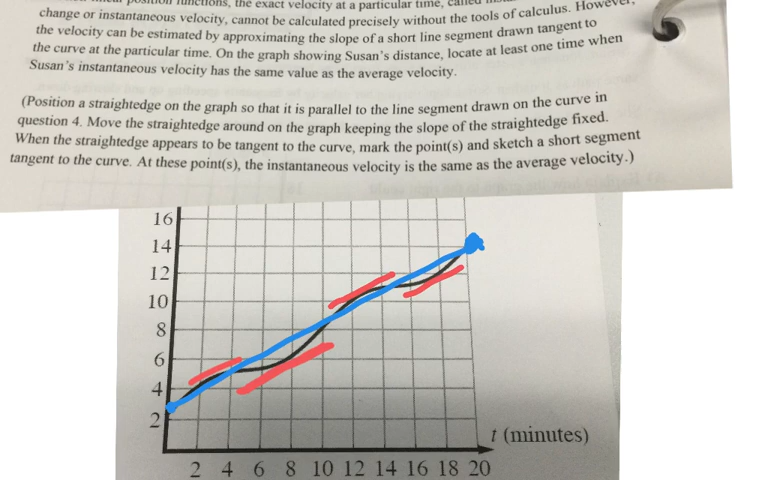 position functions, the exact velocity at a particular time, called
change or instantaneous velocity, cannot be calculated precisely without the tools of calculus. However,
the velocity can be estimated by approximating the slope of a short line segment drawn tangent to
the curve at the particular time. On the graph showing Susan's distance, locate at least one time when
Susan's instantaneous velocity has the same value as the average velocity.
(Position a straightedge on the graph so that it is parallel to the line segment drawn on the curve in
question 4. Move the straightedge around on the graph keeping the slope of the straightedge fixed.
When the straightedge appears to be tangent to the curve, mark the point(s) and sketch a short segment
tangent to the curve. At these point(s), the instantaneous velocity is the same as the average velocity.)
16
14
12
10
8
6
4
2
t (minutes)
2 4 6 8 10 12 14 16 18 20